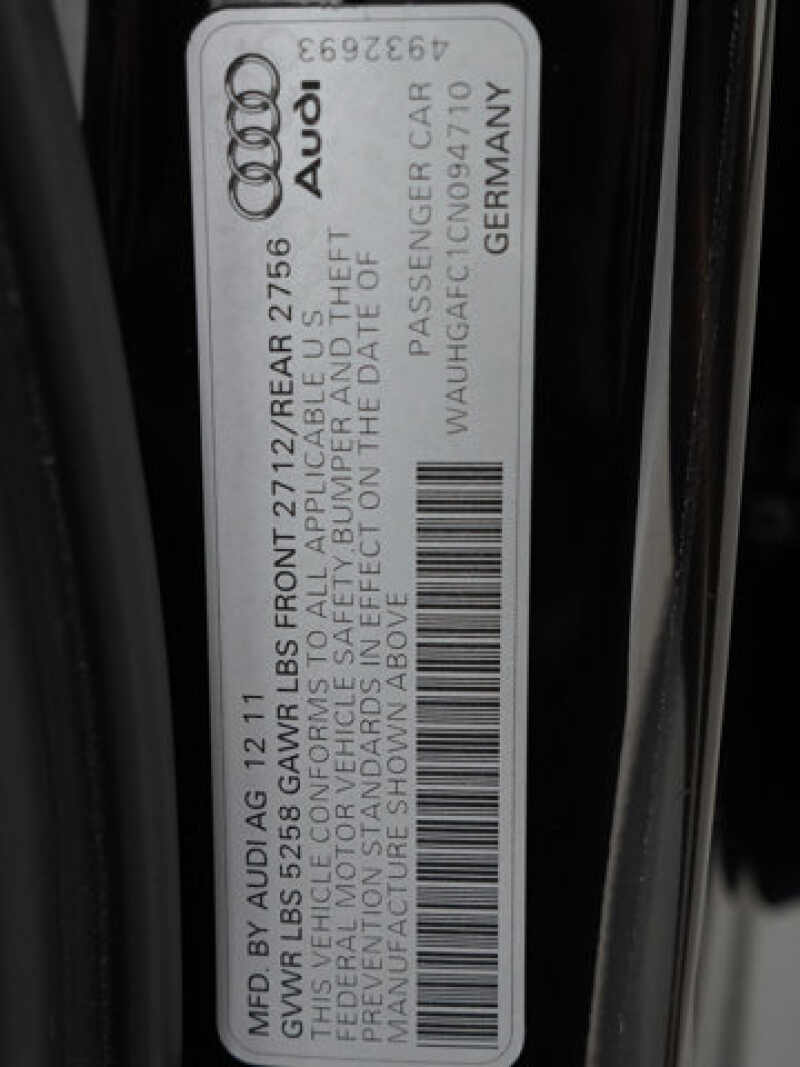 MFD. BY AUDI AG 12 11
GVWR LBS 5258 GAWR LBS FRONT 2712/REAR 2756
THIS VEHICLE CONFORMS TO ALL APPLICABLE U S
FEDERAL MOTOR VEHICLE SAFETY,BUMPER AND THEFT
PREVENTION STANDARDS IN EFFECT ON THE DATE OF
MANUFACTURE SHOWN ABOVE
Audi
4932693
PASSENGER CAR
WAUHGAFC1CN094710
GERMANY